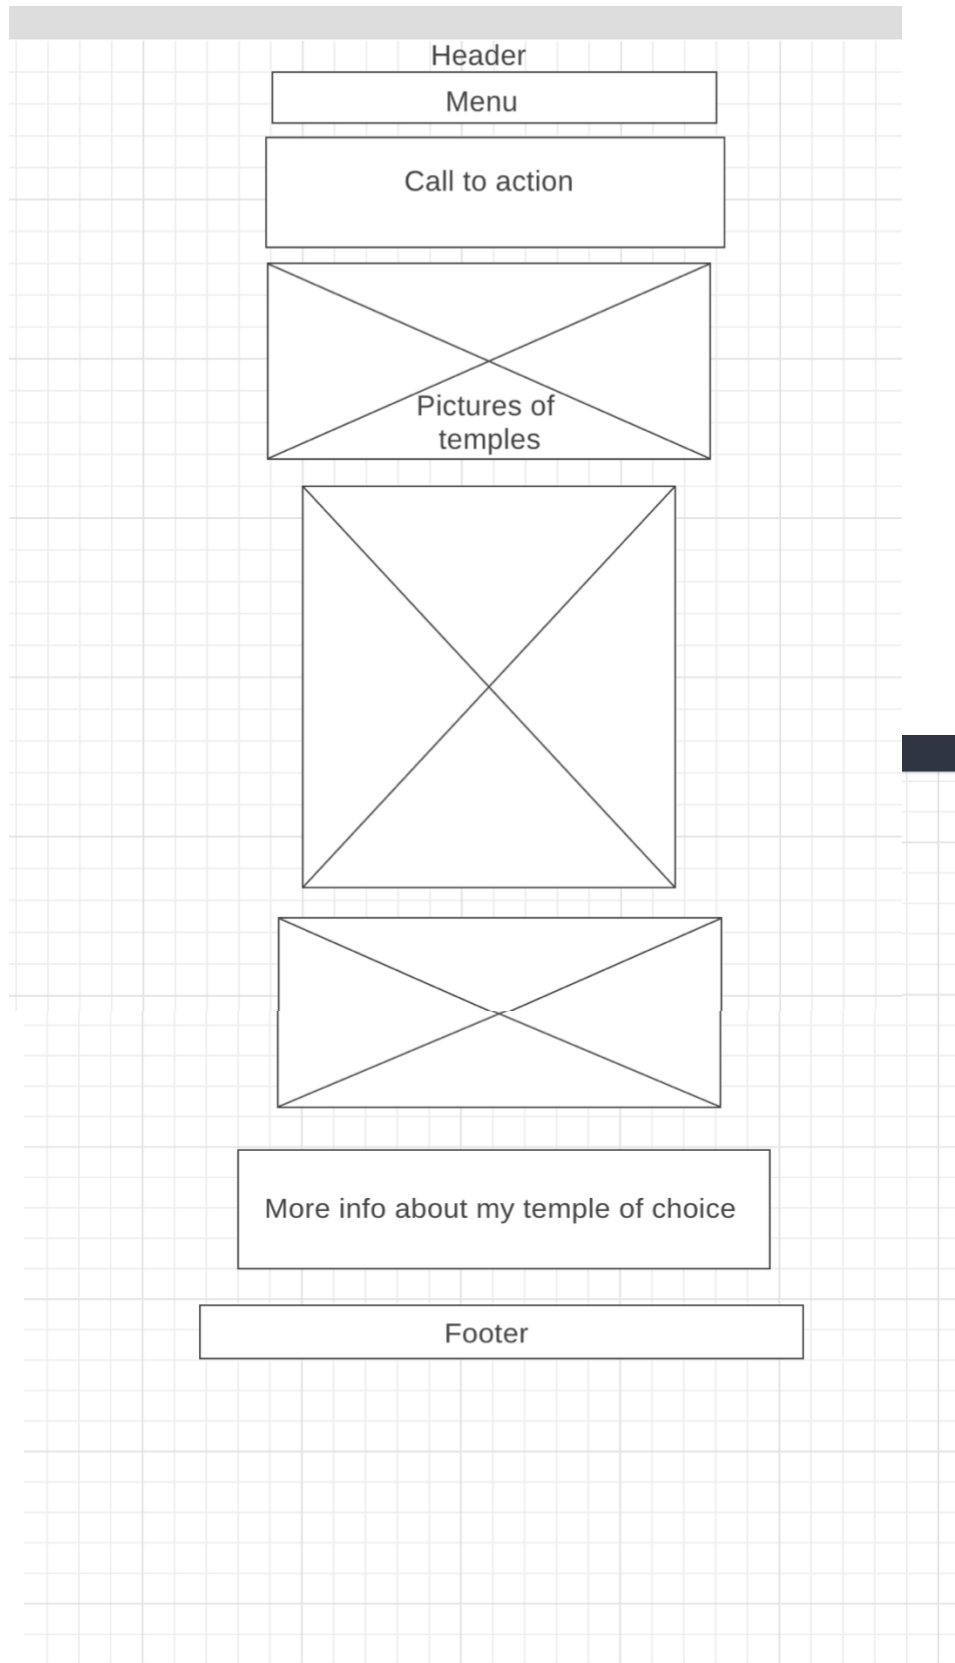 Header
Menu
Call to action
Pictures of
temples
More info about my temple of choice
Footer